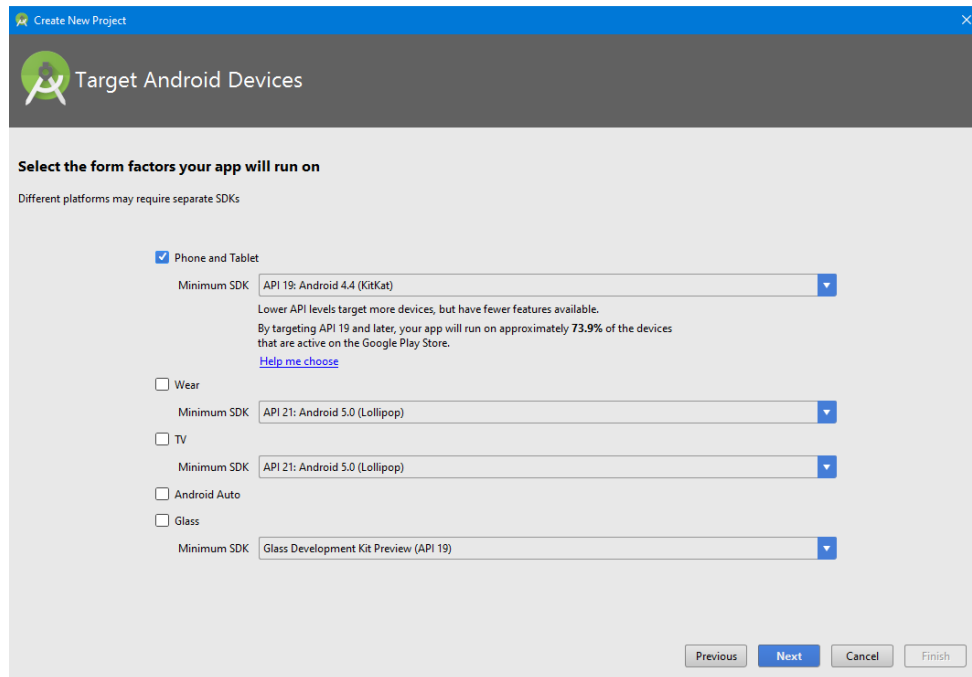 Create New Project
Target Android Devices
Select the form factors your app will run on
Different platforms may require separate SDKs
Phone and Tablet
Minimum SDK API 19: Android 4.4 (KitKat)
Lower API levels target more devices, but have fewer features available.
By targeting API 19 and later, your app will run on approximately 73.9% of the devices
that are active on the Google Play Store.
Help me choose
Wear
Minimum SDK API 21: Android 5.0 (Lollipop)
TV
Minimum SDK API 21: Android 5.0 (Lollipop)
Android Auto
Glass
Minimum SDK Glass Development Kit Preview (API 19)
Previous Next Cancel Finish